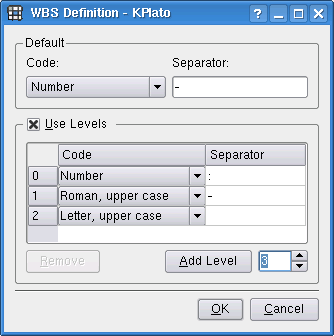 WBS Definition - KPlato
Default
Code: Separator:
Number -
Use Levels
Code Separator
0 Number :
1 Roman, upper case -
2 Letter, upper case
Remove Add Level 3
OK Cancel